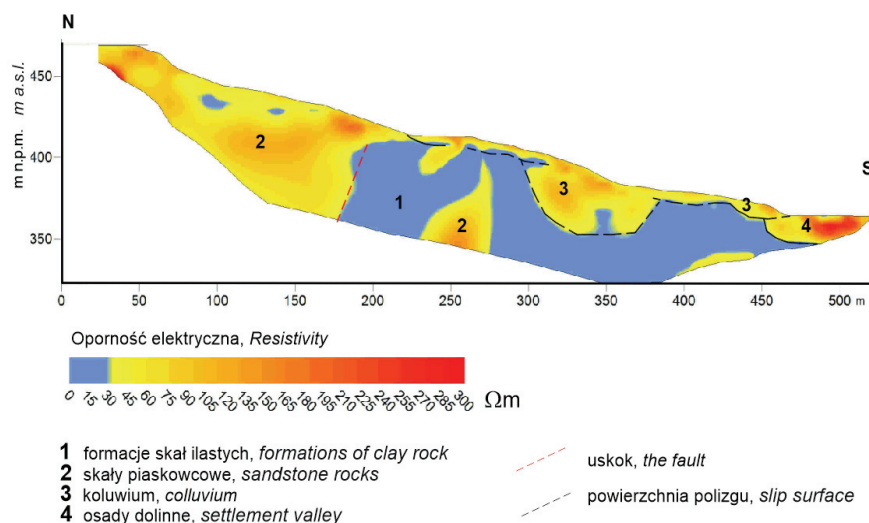 N
m n.p.m. m a.s.l.
450
400
350
2
1
2
3
3
4
S
0 50 100 150 200 250 300 350 400 450 500 m
Oporność elektryczna, Resistivity
0 15 30 45 60 75 90 105 120 135 150 165 180 195 210 225 240 255 270 285 300 Ωm
1 formacje skał ilastych, formations of clay rock
2 skały piaskowcowe, sandstone rocks
3 koluwium, colluvium
4 osady dolinne, settlement valley
uskok, the fault
powierzchnia polizgu, slip surface